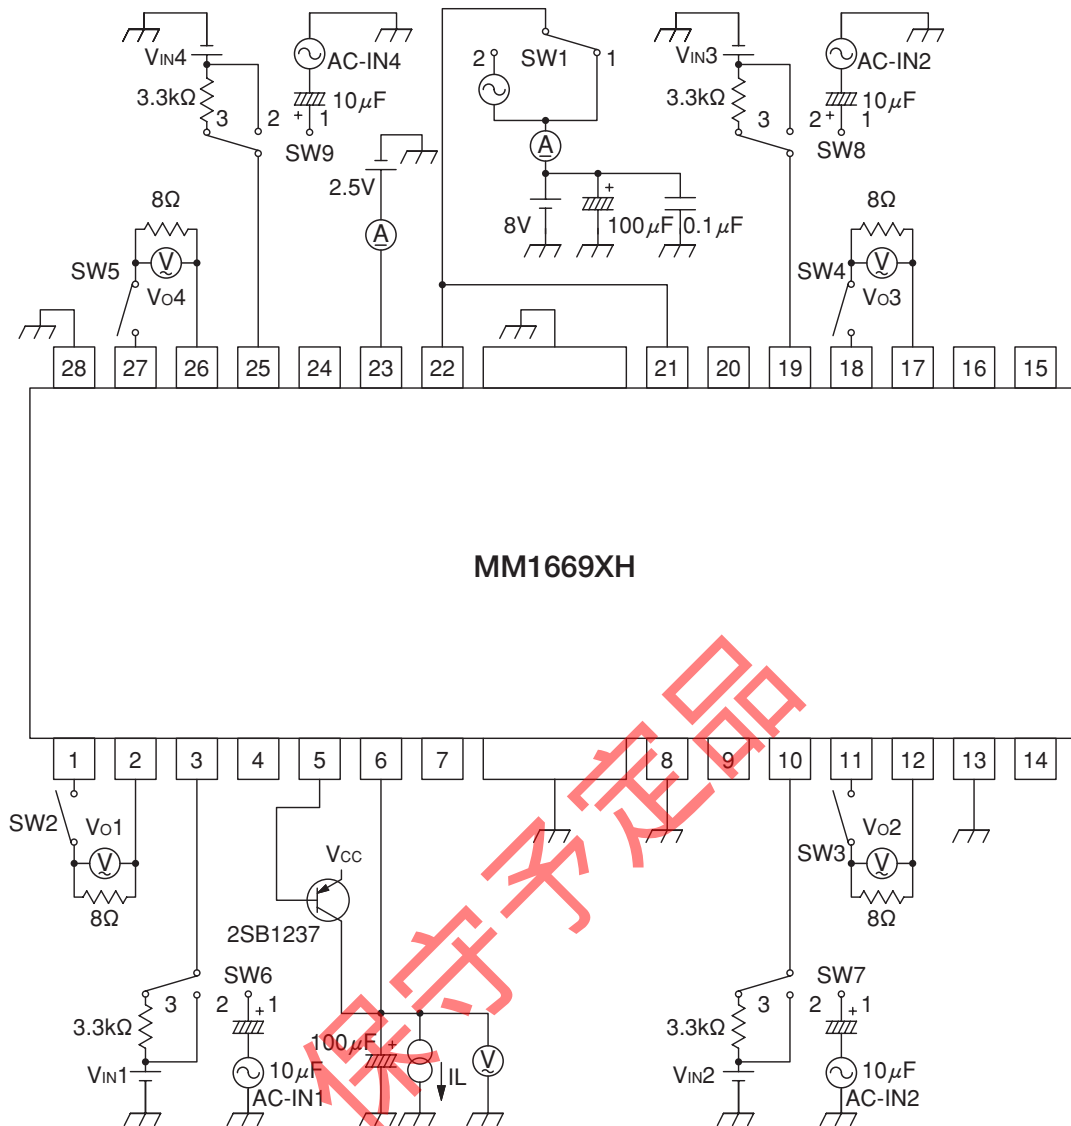 VIN4
AC-IN4
3.3kΩ
3
2
10μF
+
1
SW9
2.5V
A
SW1
2
1
A
8V
+
100μF
0.1μF
VIN3
AC-IN2
3.3kΩ
3
10μF
2
+
1
SW8
8Ω
SW5
V
VO4
8Ω
SW4
V
VO3
28
27
26
25
24
23
22
21
20
19
18
17
16
15
MM1669XH
1
2
3
4
5
6
7
8
9
10
11
12
13
14
SW2
VO1
V
8Ω
VCC
2SB1237
VO2
SW3
V
8Ω
SW6
3
2
+
1
3.3kΩ
VIN1
10μF
AC-IN1
100μF
+
IL
V
SW7
3
2
+
1
3.3kΩ
VIN2
10μF
AC-IN2
保守予定品